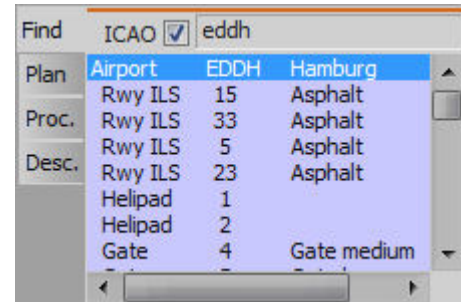 Find ICAO eddh
Plan
Proc.
Desc.
Airport EDDH Hamburg
Rwy ILS 15 Asphalt
Rwy ILS 33 Asphalt
Rwy ILS 5 Asphalt
Rwy ILS 23 Asphalt
Helipad 1
Helipad 2
Gate 4 Gate medium